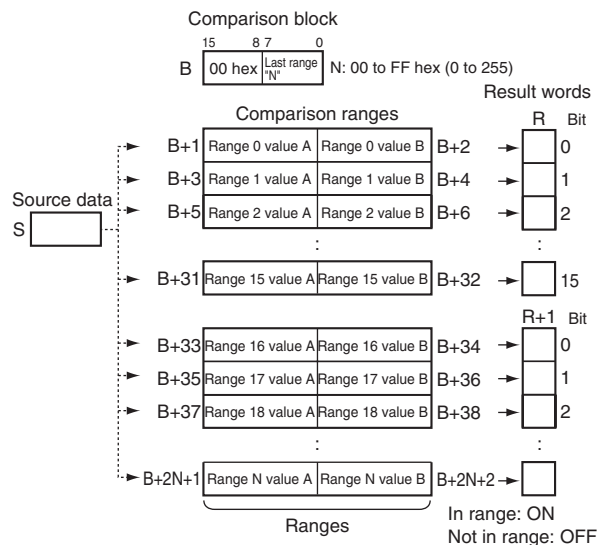 Comparison block
15 8 7 0
B 00 hex Last range "N" N: 00 to FF hex (0 to 255)
Result words
Comparison ranges R Bit
B+1 Range 0 value A Range 0 value B B+2 0
B+3 Range 1 value A Range 1 value B B+4 1
Source data
S
B+5 Range 2 value A Range 2 value B B+6 2
:
:
B+31 Range 15 value A Range 15 value B B+32 15
R+1 Bit
B+33 Range 16 value A Range 16 value B B+34 0
B+35 Range 17 value A Range 17 value B B+36 1
B+37 Range 18 value A Range 18 value B B+38 2
:
:
B+2N+1 Range N value A Range N value B B+2N+2
Ranges
In range: ON
Not in range: OFF